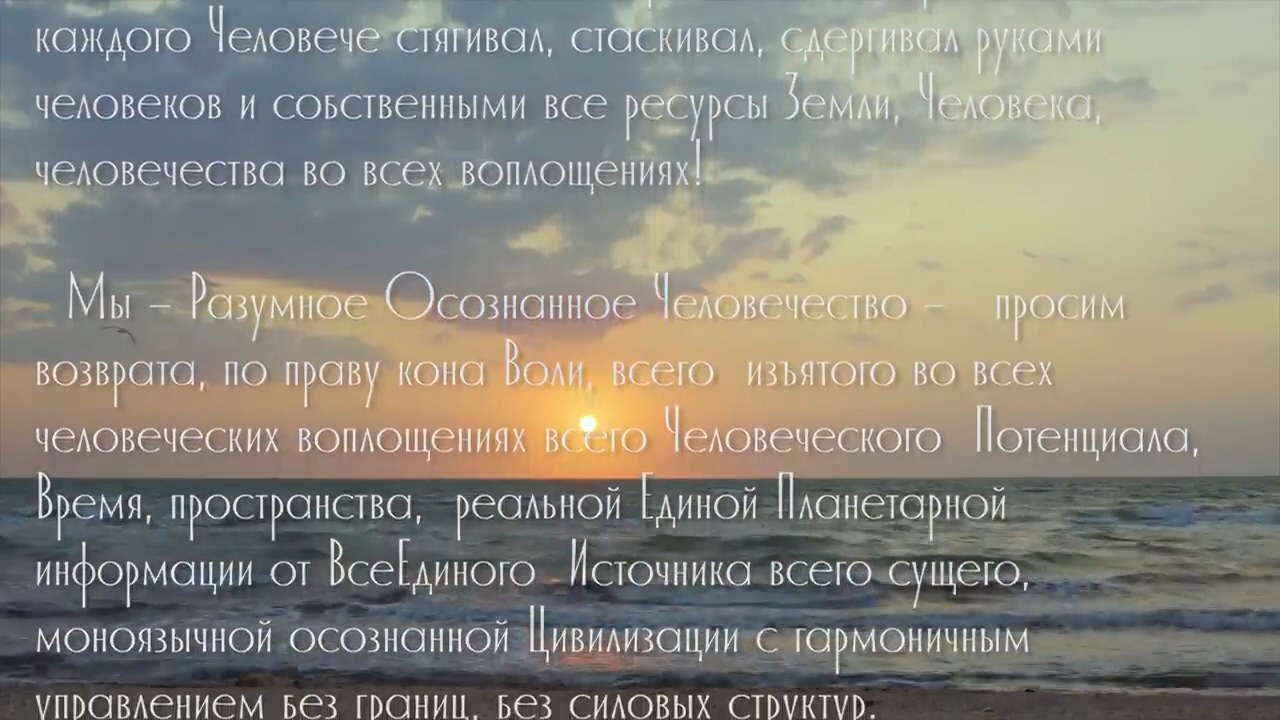 каждого Человече стягивал, стаскивал, сдергивал руками
человеков и собственными все ресурсы Земли, Человека,
человечества во всех воплощениях!
Мы – Разумное Осознанное Человечество – просим
возврата, по праву кона Воли, всего изъятого во всех
человеческих воплощениях всего Человеческого Потенциала,
Время, пространства, реальной Единой Планетарной
информации от ВсеЕдиного Источника всего сущего,
моноязычной осознанной Цивилизации с гармоничным
управлением без границ, без силовых структур.